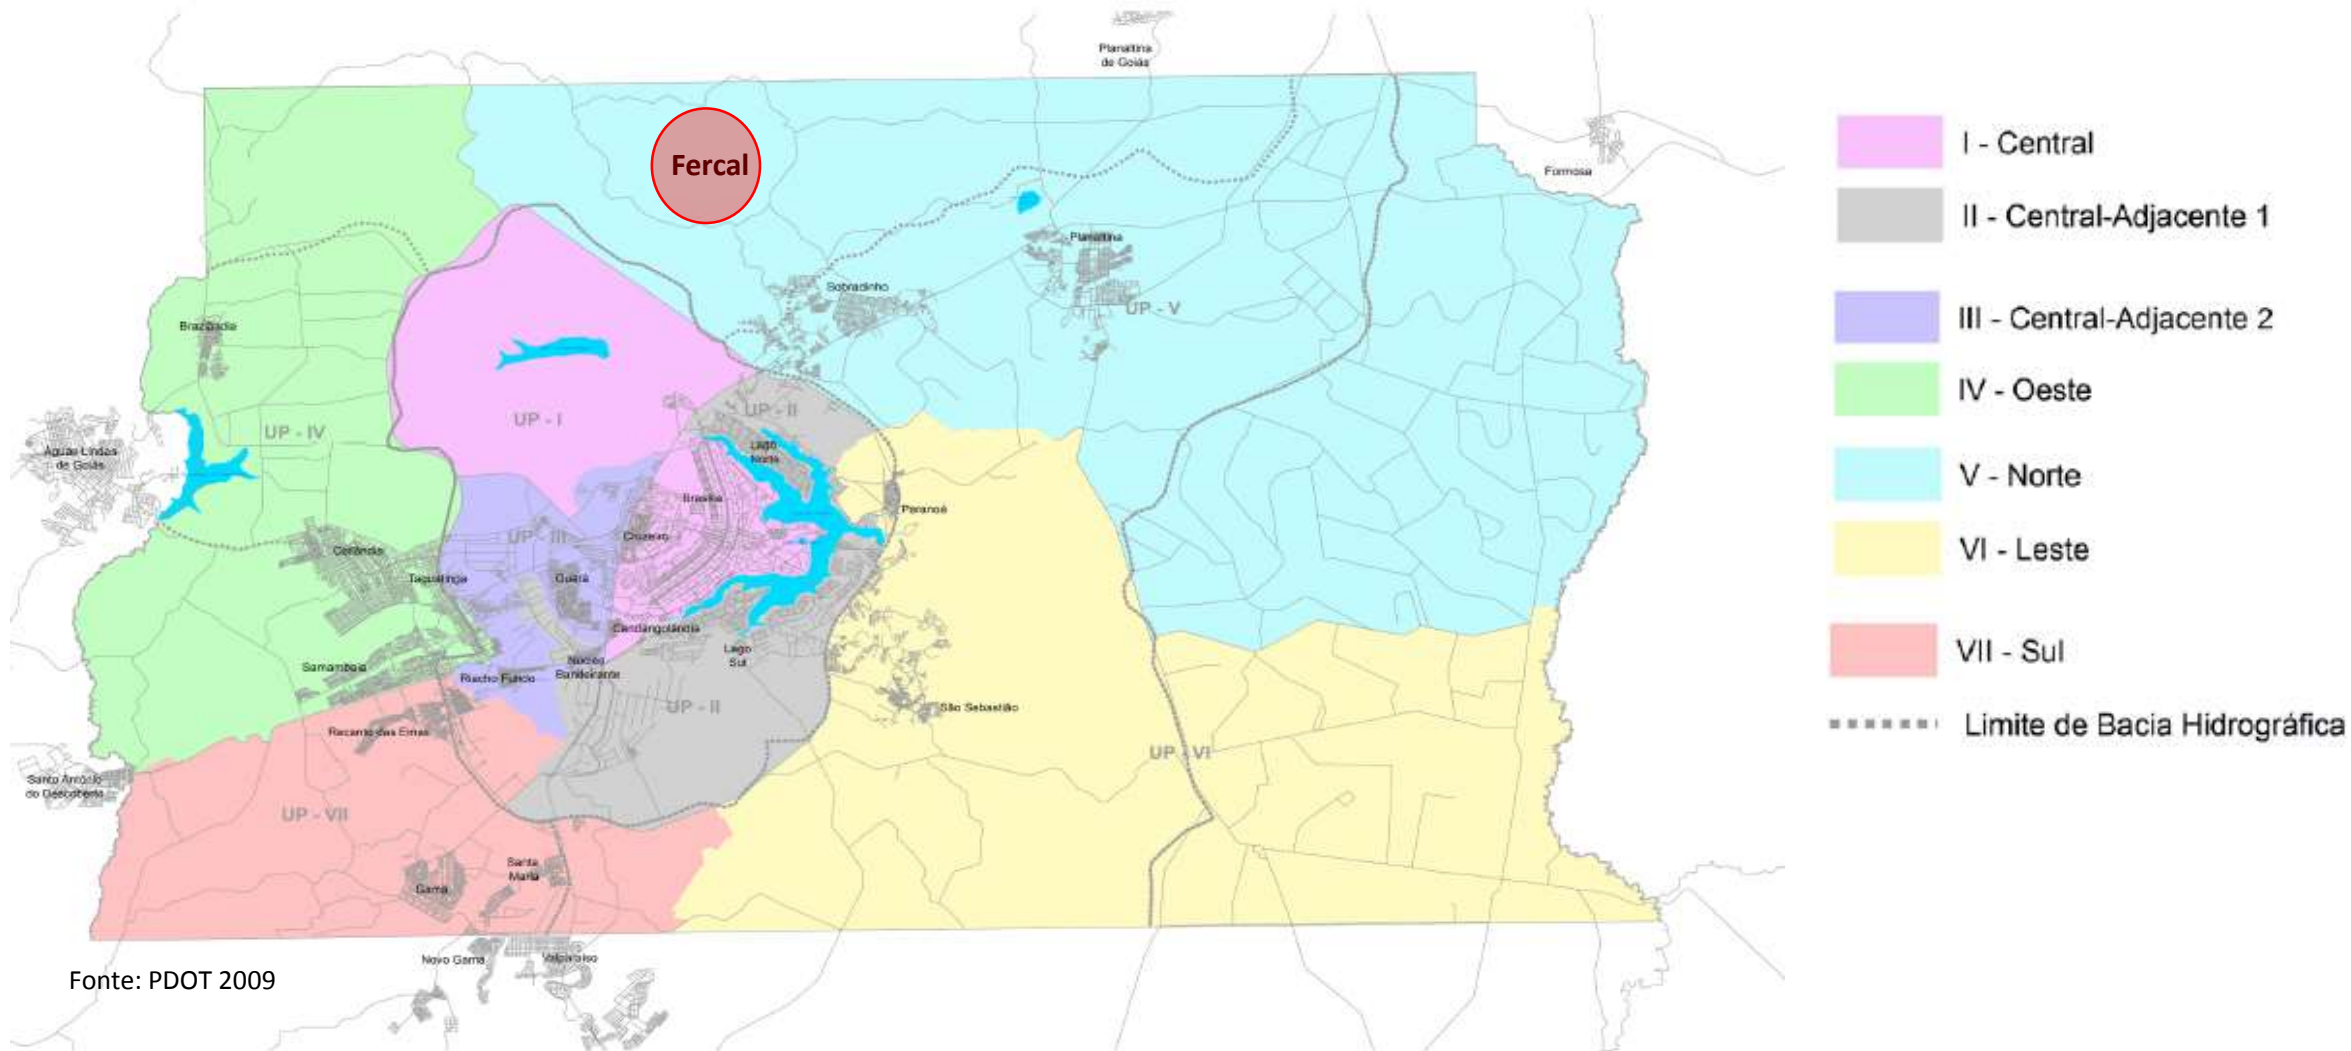 Planaltina
de Goiás
Fercal
Formosa
Planaltina
UP - V
Sobradinho
Brazlândia
UP - I
UP - II
UP - IV
Águas Lindas
de Goiás
Lago
Norte
Brasília
Paranoá
Cruzeiro
UP - III
Ceilândia
Taguatinga
Guará
Candangolândia
Lago
Sul
Núcleo
Bandeirante
Samambaia
Riacho Fundo
UP - II
São Sebastião
Recanto das Emas
UP - VI
Santo Antônio
do Descoberto
UP - VII
Santa
Maria
Gama
Novo Gama
Valparaiso
Fonte: PDOT 2009
I - Central
II - Central-Adjacente 1
III - Central-Adjacente 2
IV - Oeste
V - Norte
VI - Leste
VII - Sul
Limite de Bacia Hidrográfica